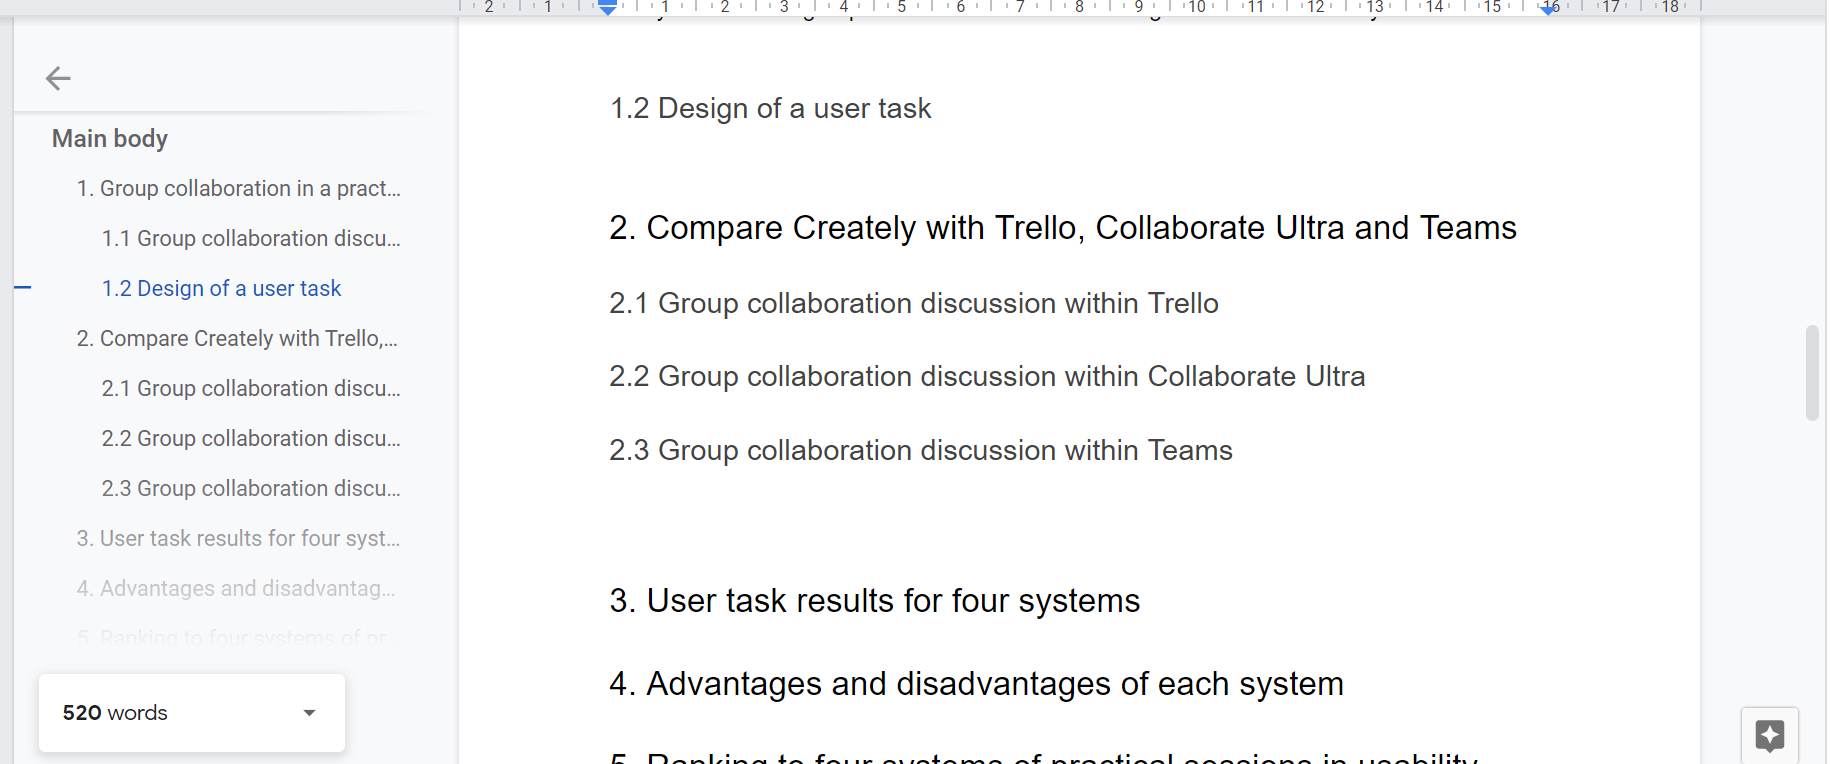 2 1 1 2 3 4 5 6 7 8 9 10 11 12 13 14 15 16 17 18
Main body
1. Group collaboration in a pract...
1.1 Group collaboration discu...
1.2 Design of a user task
2. Compare Creately with Trello,...
2.1 Group collaboration discu...
2.2 Group collaboration discu...
2.3 Group collaboration discu...
3. User task results for four syst...
4. Advantages and disadvantag...
5. Ranking to four systems of pr...
520 words
1.2 Design of a user task
2. Compare Creately with Trello, Collaborate Ultra and Teams
2.1 Group collaboration discussion within Trello
2.2 Group collaboration discussion within Collaborate Ultra
2.3 Group collaboration discussion within Teams
3. User task results for four systems
4. Advantages and disadvantages of each system
5. Ranking to four systems of practical sessions in usability